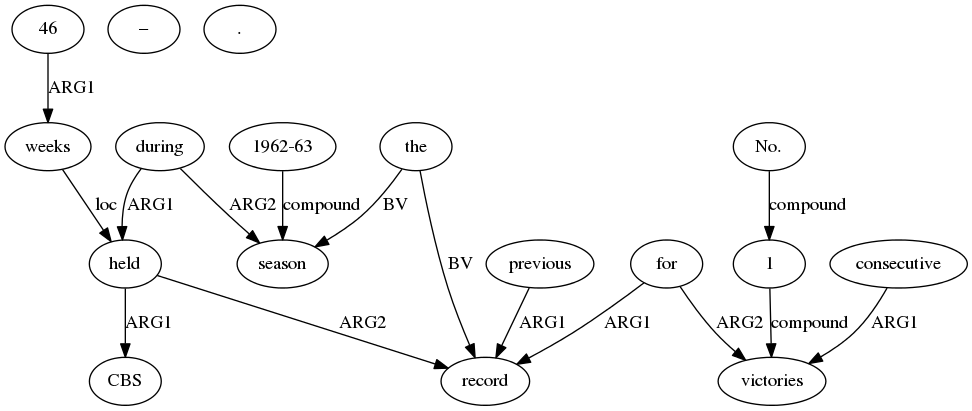 46 – .
ARG1
weeks during 1962-63 the No.
loc ARG1 ARG2 compound BV compound
held season BV previous for 1 consecutive
ARG1 ARG2 ARG1 ARG1 ARG2 compound ARG1
CBS record victories